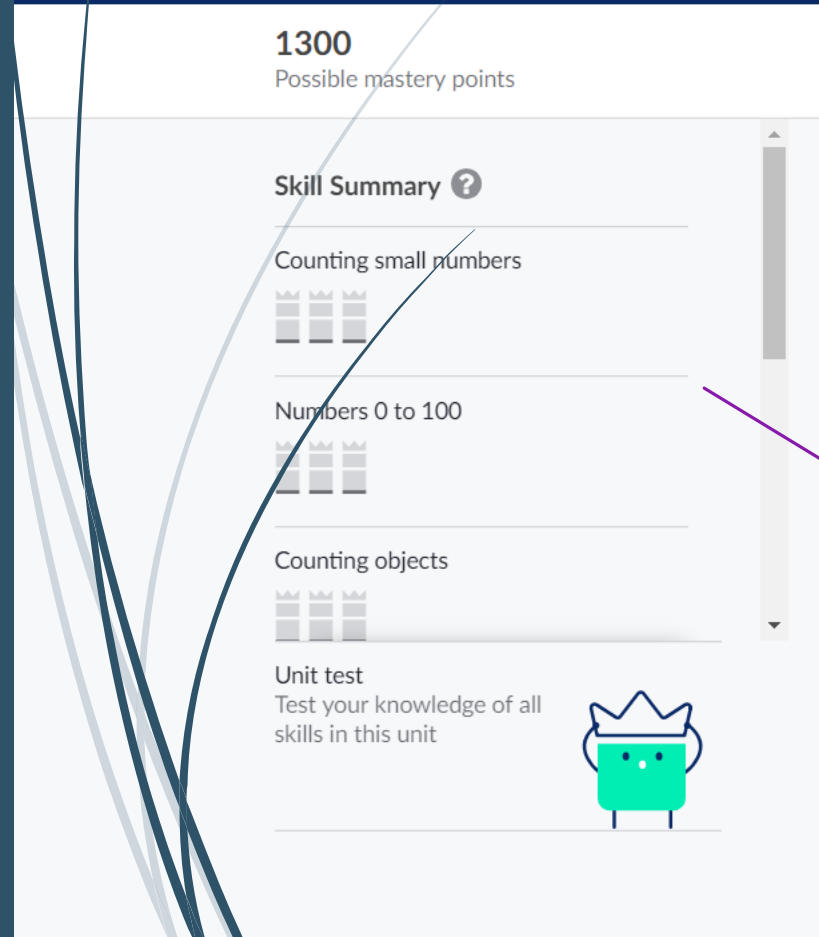 1300
Possible mastery points
Skill Summary ?
Counting small numbers
Numbers 0 to 100
Counting objects
Unit test
Test your knowledge of all
skills in this unit